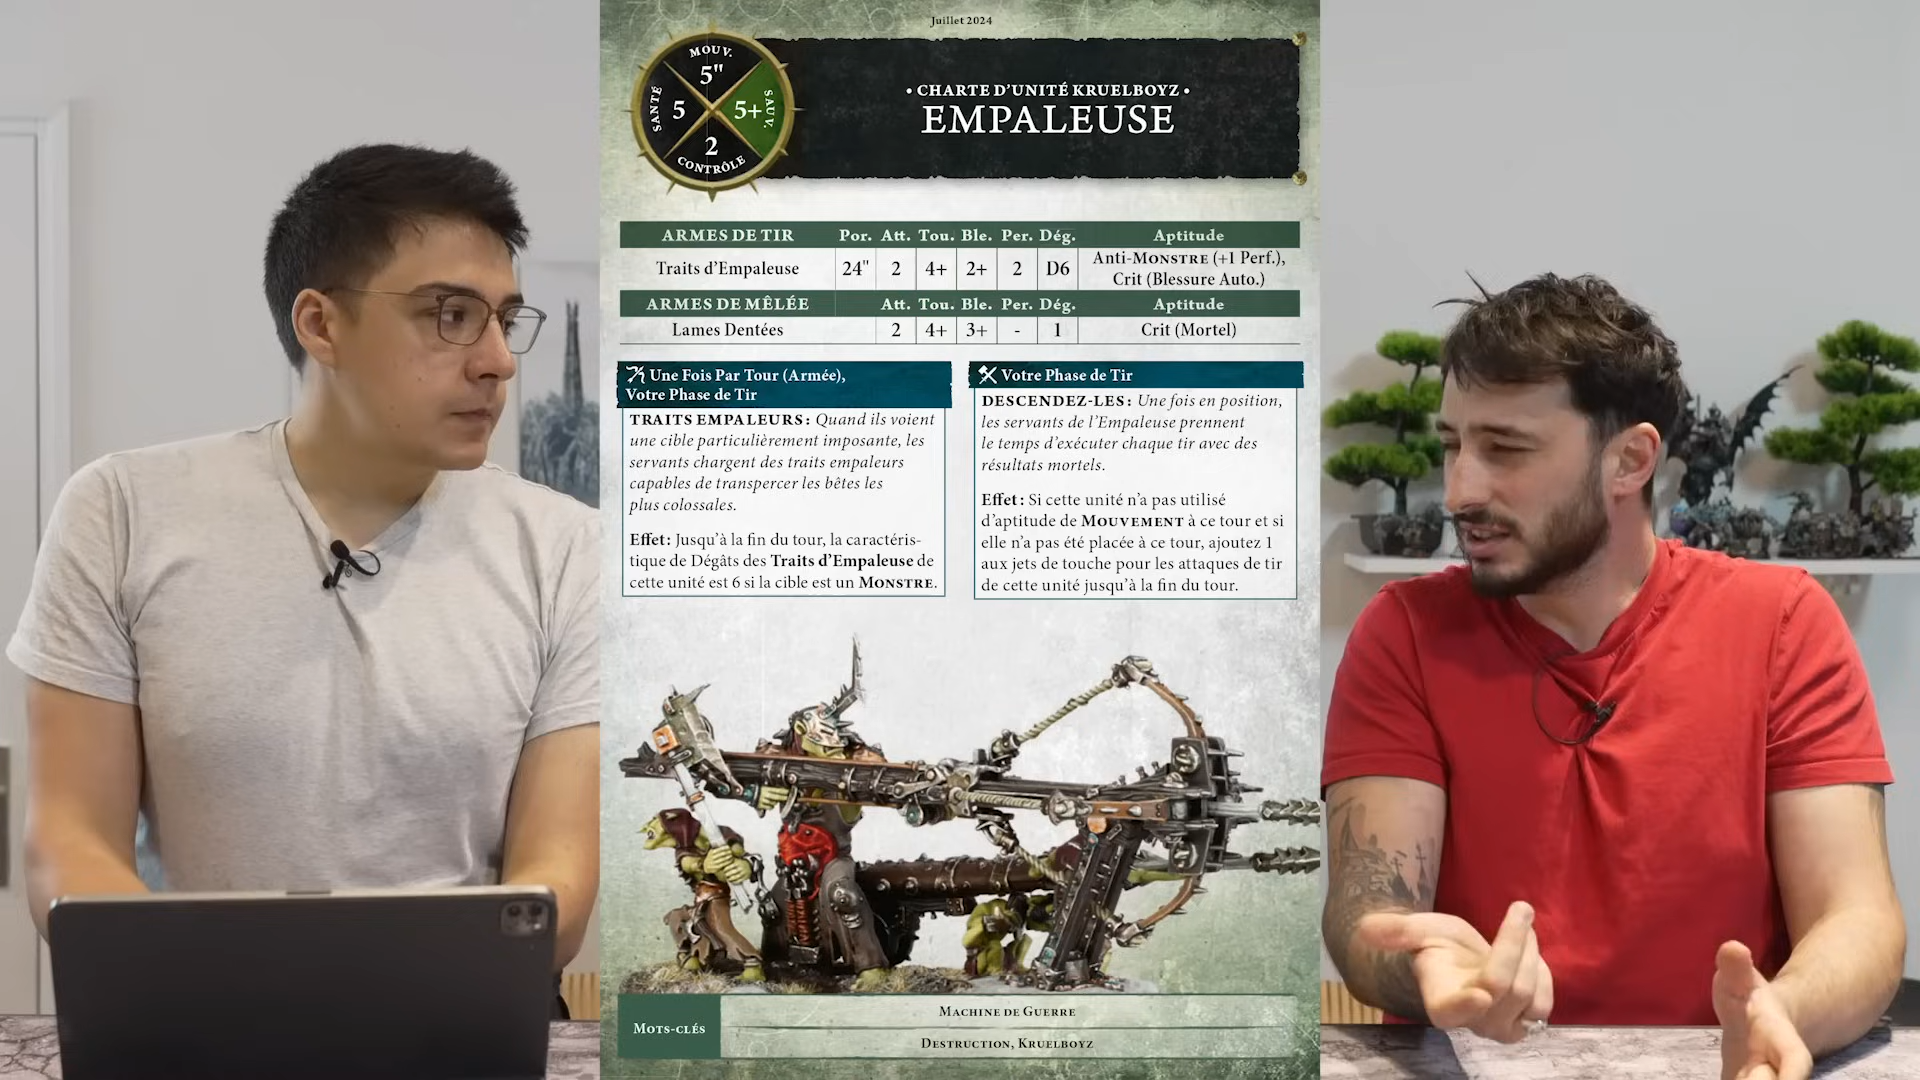 Juillet 2024
MOUV.
5"
SANTÉ
5
5+
SAUV.
2
CONTRÔLE
• CHARTE D'UNITÉ KRUELBOYZ •
EMPALEUSE
ARMES DE TIR Por. Att. Tou. Ble. Per. Dég. Aptitude
Traits d'Empaleuse 24" 2 4+ 2+ 2 D6 Anti-MONSTRE (+1 Perf.),
Crit (Blessure Auto.)
ARMES DE MÊLÉE Att. Tou. Ble. Per. Dég. Aptitude
Lames Dentées 2 4+ 3+ - 1 Crit (Mortel)
Une Fois Par Tour (Armée),
Votre Phase de Tir
TRAITS EMPALEURS : Quand ils voient
une cible particulièrement imposante, les
servants chargent des traits empaleurs
capables de transpercer les bêtes les
plus colossales.
Effet : Jusqu'à la fin du tour, la caractéris-
tique de Dégâts des Traits d'Empaleuse de
cette unité est 6 si la cible est un MONSTRE.
Votre Phase de Tir
DESCENDEZ-LES : Une fois en position,
les servants de l'Empaleuse prennent
le temps d'exécuter chaque tir avec des
résultats mortels.
Effet : Si cette unité n'a pas utilisé
d'aptitude de MOUVEMENT à ce tour et si
elle n'a pas été placée à ce tour, ajoutez 1
aux jets de touche pour les attaques de tir
de cette unité jusqu'à la fin du tour.
MOTS-CLÉS
MACHINE DE GUERRE
DESTRUCTION, KRUELBOYZ